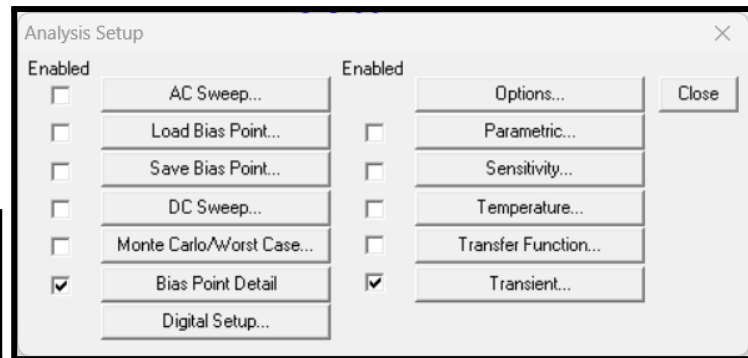 Analysis Setup
Enabled Enabled
AC Sweep... Options... Close
Load Bias Point... Parametric...
Save Bias Point... Sensitivity...
DC Sweep... Temperature...
Monte Carlo/Worst Case... Transfer Function...
Bias Point Detail Transient...
Digital Setup...